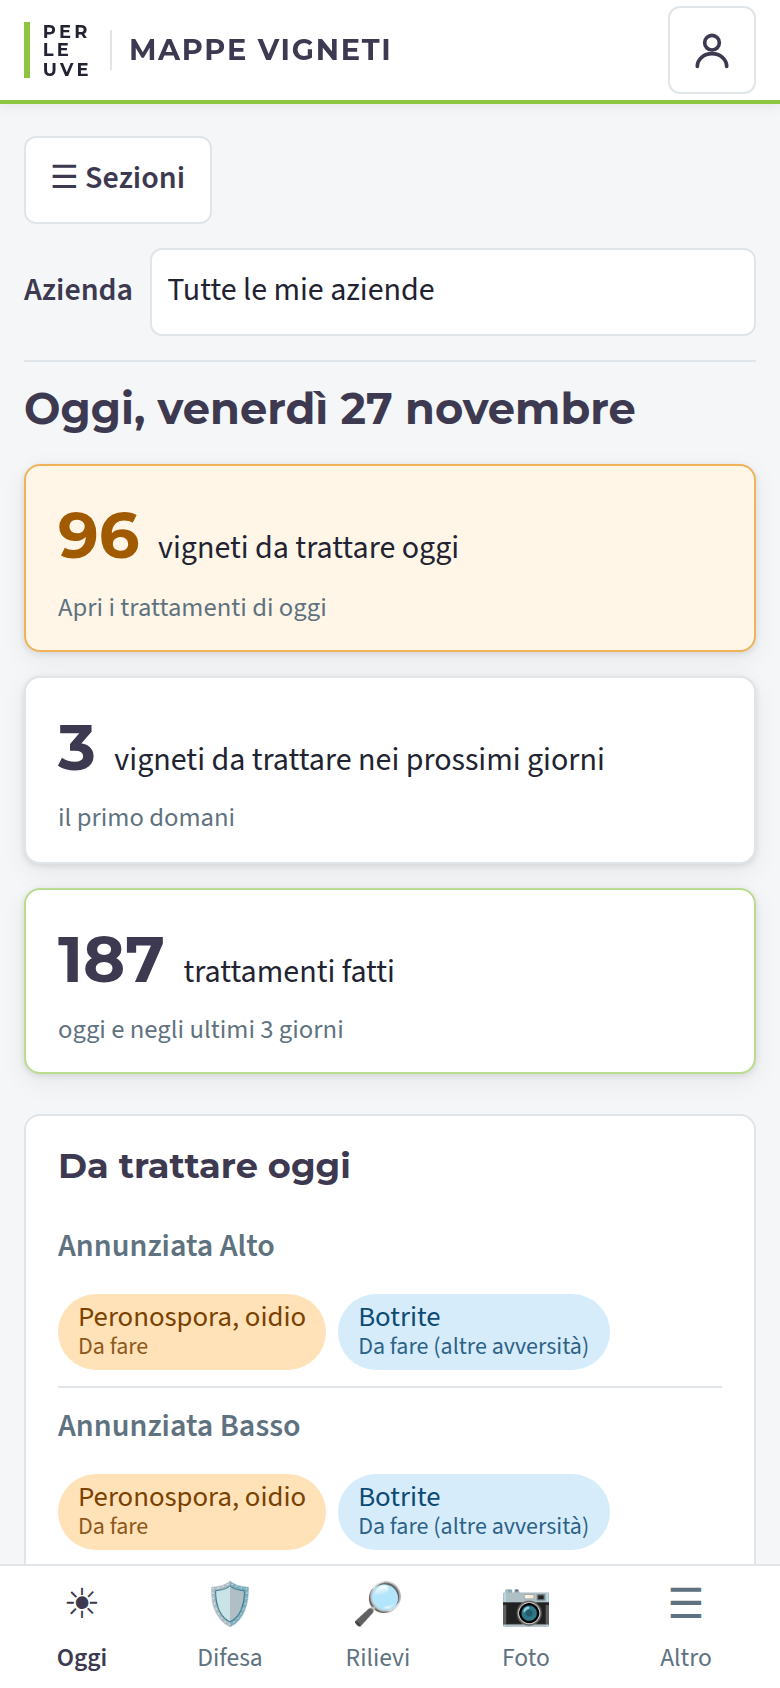 PER
LE
UVE
MAPPE VIGNETI
☰ Sezioni
Azienda
Tutte le mie aziende
Oggi, venerdì 27 novembre
96 vigneti da trattare oggi
Apri i trattamenti di oggi
3 vigneti da trattare nei prossimi giorni
il primo domani
187 trattamenti fatti
oggi e negli ultimi 3 giorni
Da trattare oggi
Annunziata Alto
Peronospora, oidio
Da fare
Botrite
Da fare (altre avversità)
Annunziata Basso
Peronospora, oidio
Da fare
Botrite
Da fare (altre avversità)
Oggi
Difesa
Rilievi
Foto
Altro